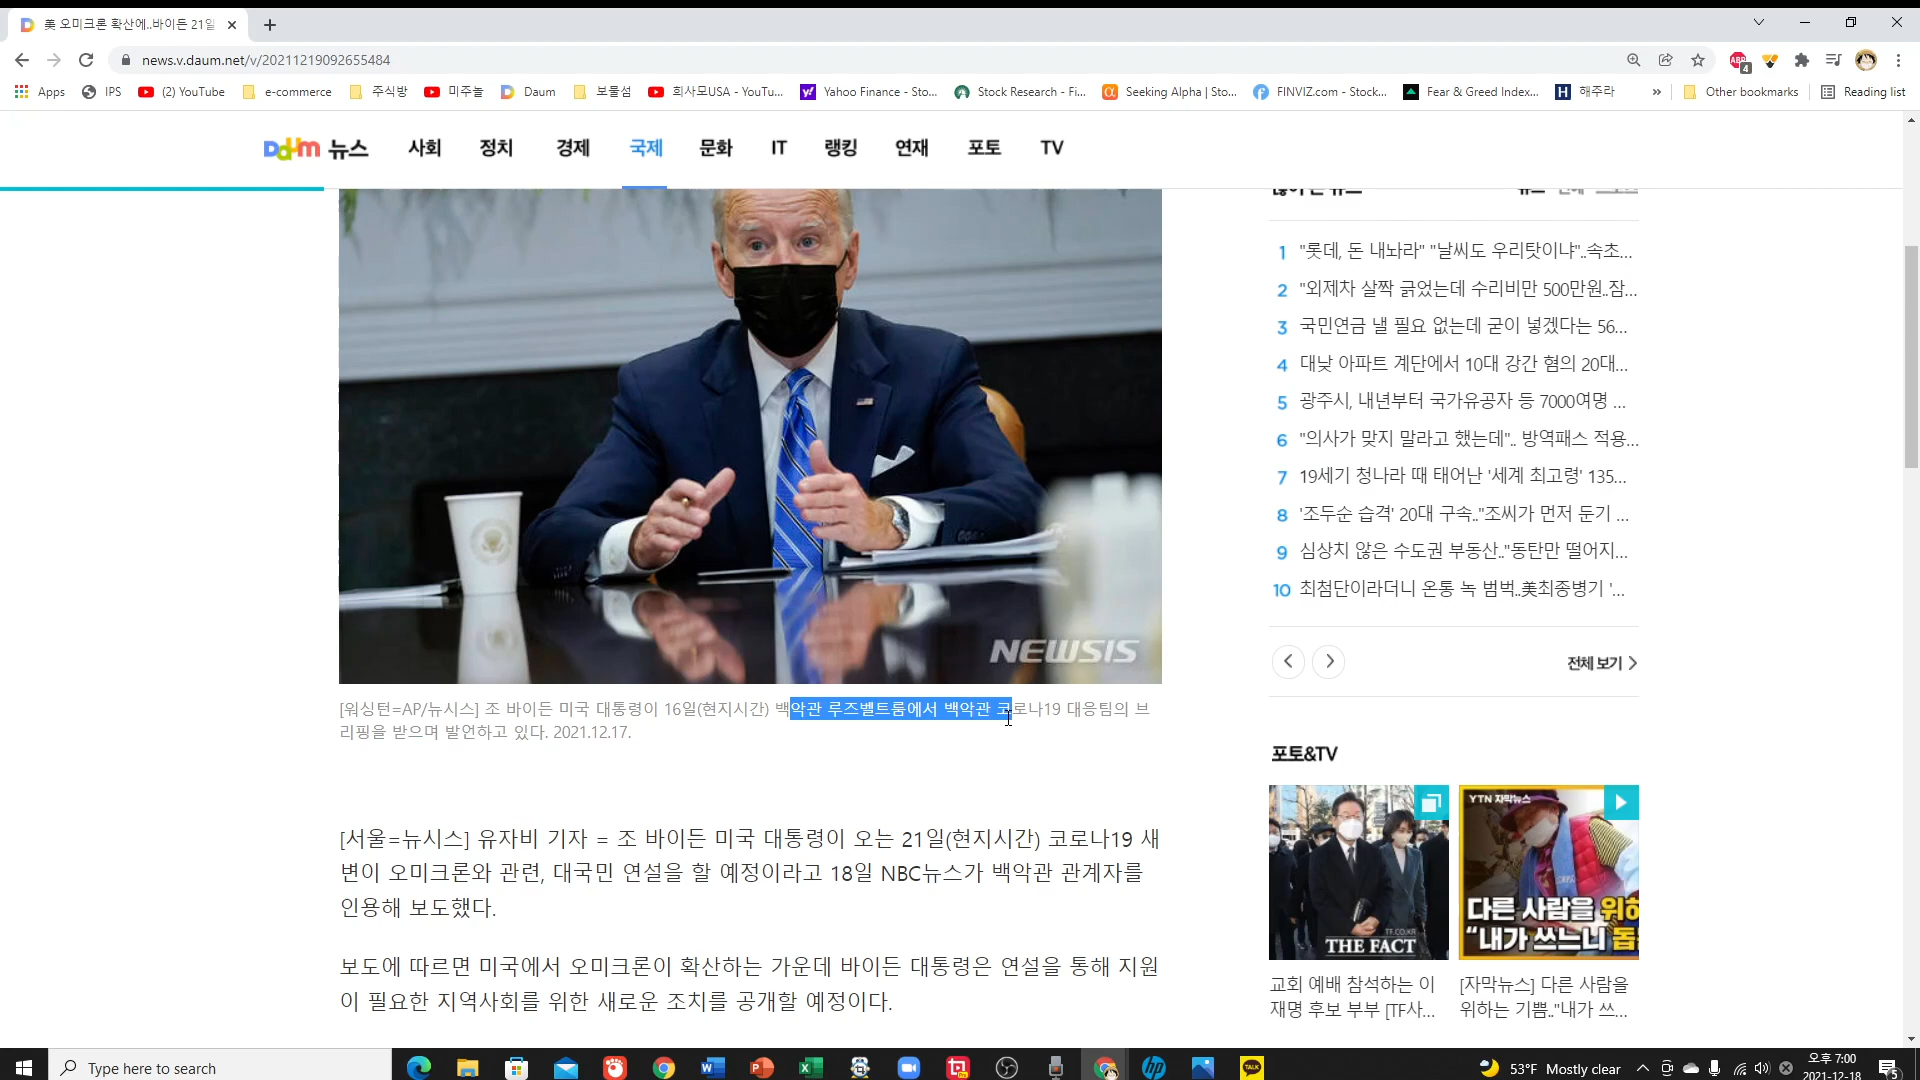 美 오미크론 확산에..바이든 21일
news.v.daum.net/v/20211219092655484
4
Apps
IPS
(2) YouTube
e-commerce
주식방
미주놀
Daum
보물섬
희사모USA - YouTu...
Yahoo Finance - Sto...
Stock Research - Fi...
Seeking Alpha | Sto...
FINVIZ.com - Stock...
Fear & Greed Index...
해주라
Other bookmarks
Reading list
Daum 뉴스 사회 정치 경제 국제 문화 IT 랭킹 연재 포토 TV
NEWSIS
[워싱턴=AP/뉴시스] 조 바이든 미국 대통령이 16일(현지시간) 백악관 루즈벨트룸에서 백악관 코로나19 대응팀의 브
리핑을 받으며 발언하고 있다. 2021.12.17.
[서울=뉴시스] 유자비 기자 = 조 바이든 미국 대통령이 오는 21일(현지시간) 코로나19 새
변이 오미크론와 관련, 대국민 연설을 할 예정이라고 18일 NBC뉴스가 백악관 관계자를
인용해 보도했다.
보도에 따르면 미국에서 오미크론이 확산하는 가운데 바이든 대통령은 연설을 통해 지원
이 필요한 지역사회를 위한 새로운 조치를 공개할 예정이다.
1 "롯데, 돈 내놔라" "날씨도 우리탓이냐"..속초...
2 "외제차 살짝 긁었는데 수리비만 500만원..잠...
3 국민연금 낼 필요 없는데 굳이 넣겠다는 56...
4 대낮 아파트 계단에서 10대 강간 혐의 20대...
5 광주시, 내년부터 국가유공자 등 7000여명 ...
6 "의사가 맞지 말라고 했는데".. 방역패스 적용...
7 19세기 청나라 때 태어난 '세계 최고령' 135...
8 '조두순 습격' 20대 구속.."조씨가 먼저 둔기 ...
9 심상치 않은 수도권 부동산.."동탄만 떨어지...
10 최첨단이라더니 온통 녹 범벅..美최종병기 '...
전체 보기
포토&TV
TF.CO.KR
THE FACT
YTN 자막뉴스
다른 사람을 위하
"내가 쓰느니 돕
교회 예배 참석하는 이
재명 후보 부부 [TF사...
[자막뉴스] 다른 사람을
위하는 기쁨.."내가 쓰...
Type here to search
TALK
53°F Mostly clear
오후 7:00
2021-12-18
5